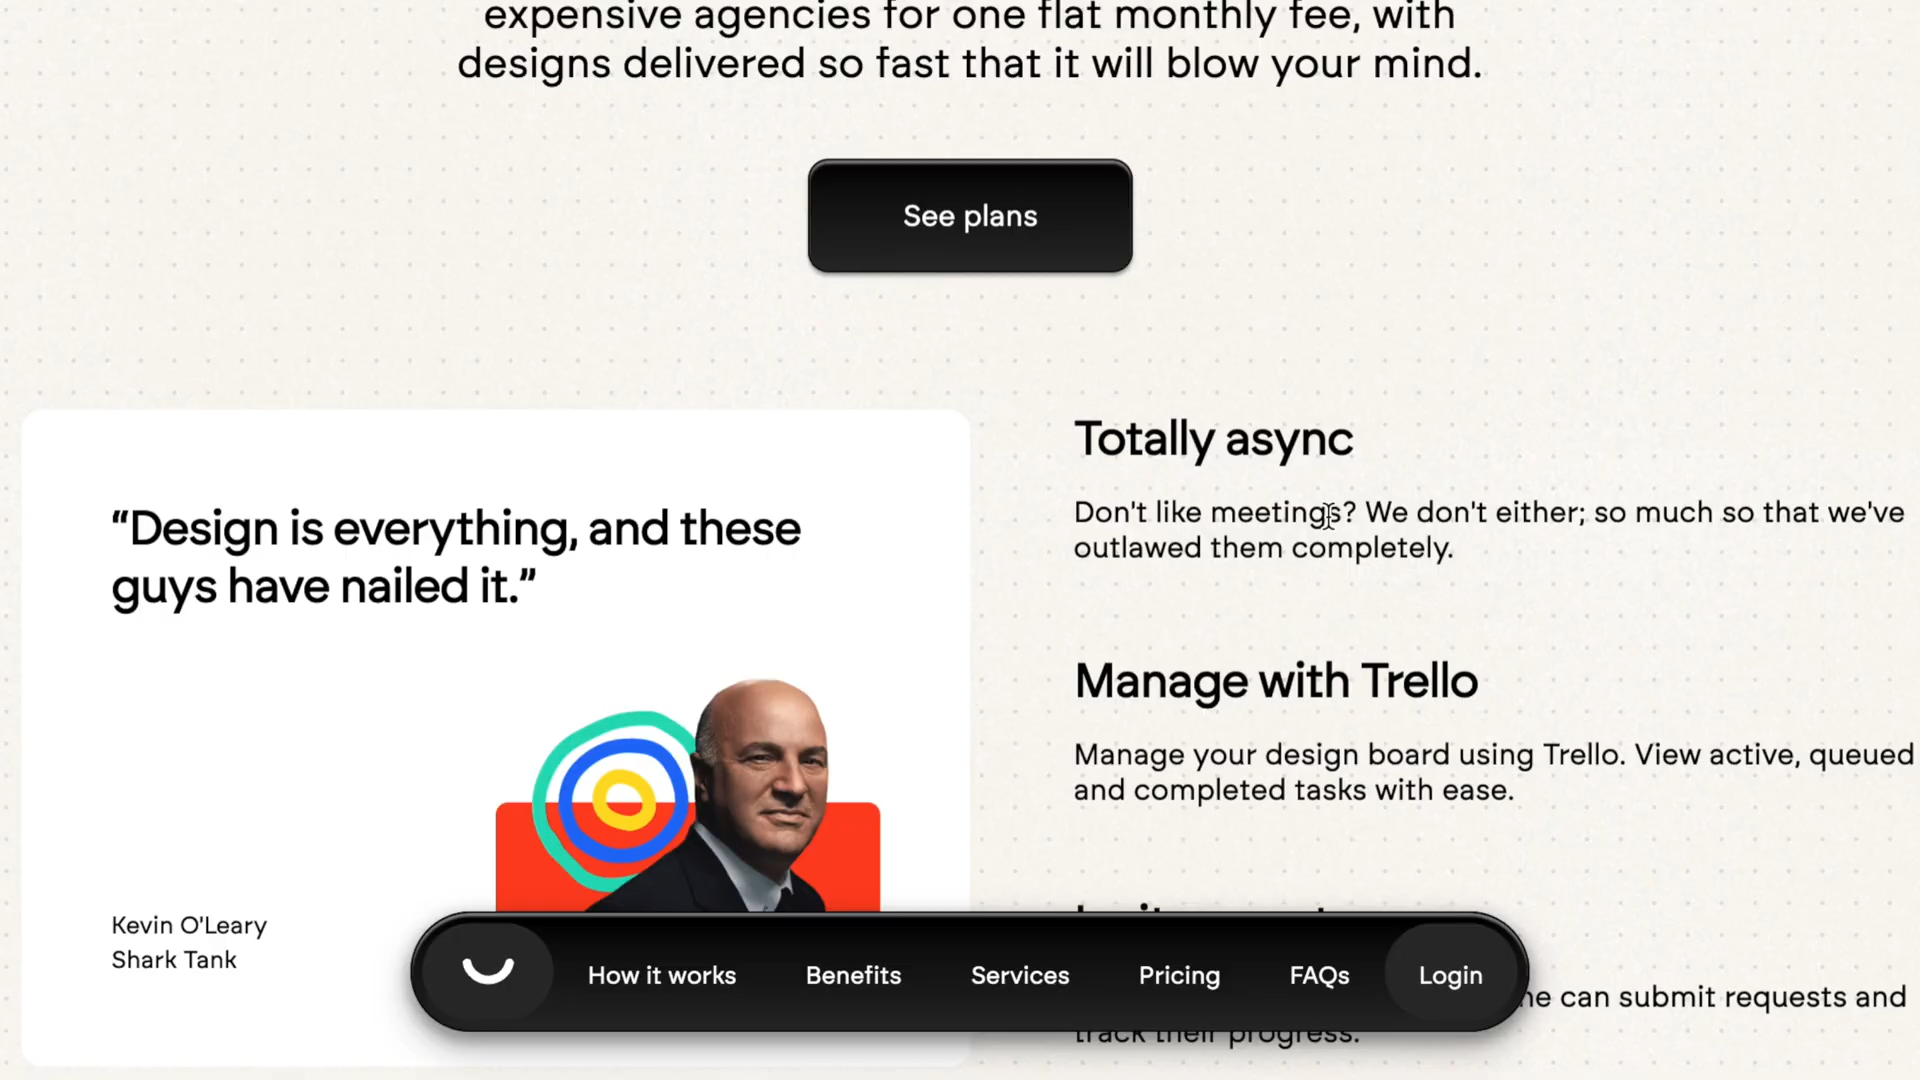 expensive agencies for one flat monthly fee, with
designs delivered so fast that it will blow your mind.
See plans
“Design is everything, and these
guys have nailed it.”
Kevin O'Leary
Shark Tank
Totally async
Don't like meetings? We don't either; so much so that we've
outlawed them completely.
Manage with Trello
Manage your design board using Trello. View active, queued
and completed tasks with ease.
can submit requests and
track their progress.
How it works
Benefits
Services
Pricing
FAQs
Login